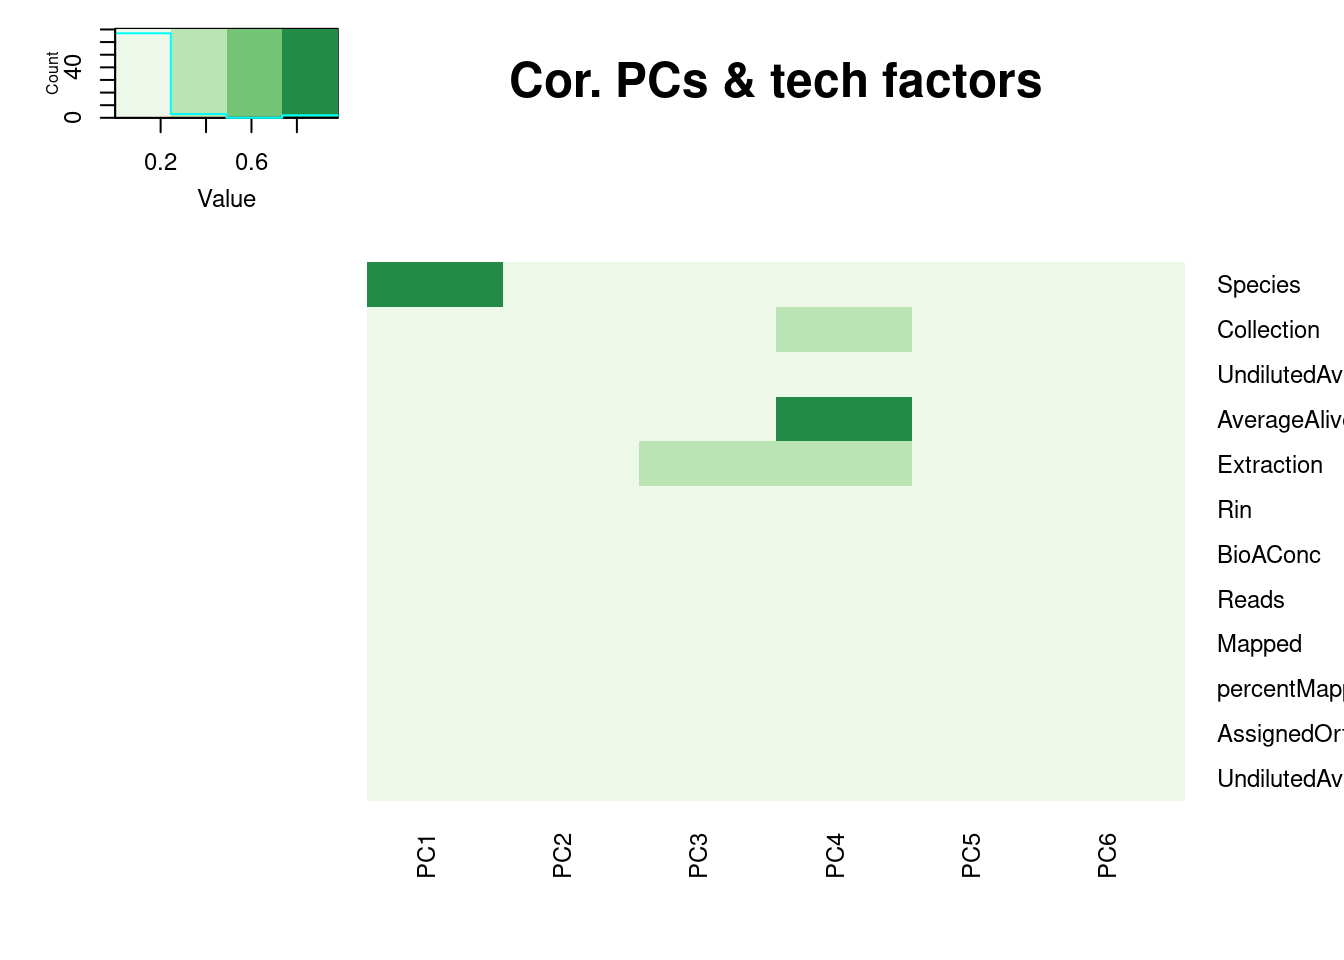 Cor. PCs & tech factors
Count
40
0
0.2 0.6
Value
Species
Collection
UndilutedAv
AverageAliv
Extraction
Rin
BioAConc
Reads
Mapped
percentMap
AssignedOr
UndilutedAv
PC1 PC2 PC3 PC4 PC5 PC6